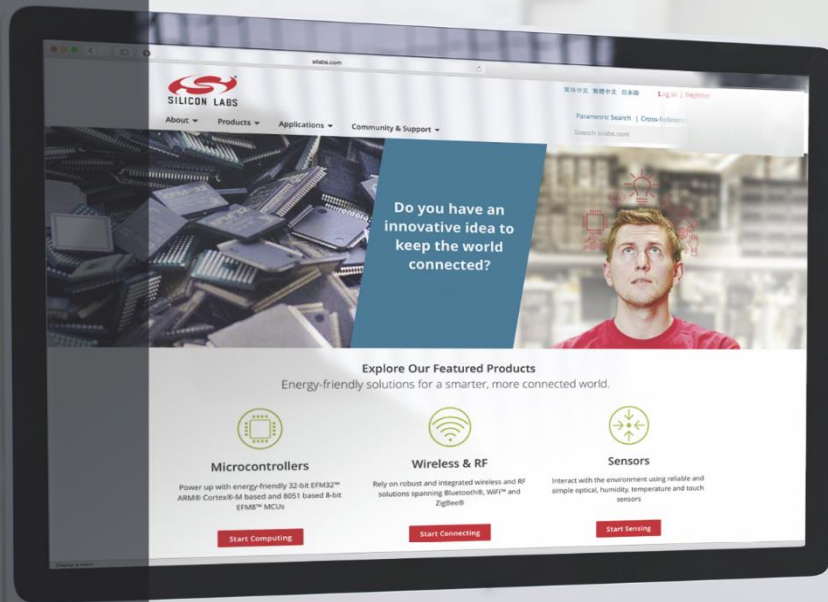 silabs.com
SILICON LABS
简体中文 繁體中文 日本語 Log In | Register
About Products Applications Community & Support
Parametric Search | Cross-Reference
Search silabs.com
Do you have an
innovative idea to
keep the world
connected?
Explore Our Featured Products
Energy-friendly solutions for a smarter, more connected world.
Microcontrollers
Power up with energy-friendly 32-bit EFM32™
ARM® Cortex®-M based and 8051 based 8-bit
EFM8™ MCUs
Start Computing
Wireless & RF
Rely on robust and integrated wireless and RF
solutions spanning Bluetooth®, WiFi™ and
ZigBee®
Start Connecting
Sensors
Interact with the environment using reliable and
simple optical, humidity, temperature and touch
sensors
Start Sensing